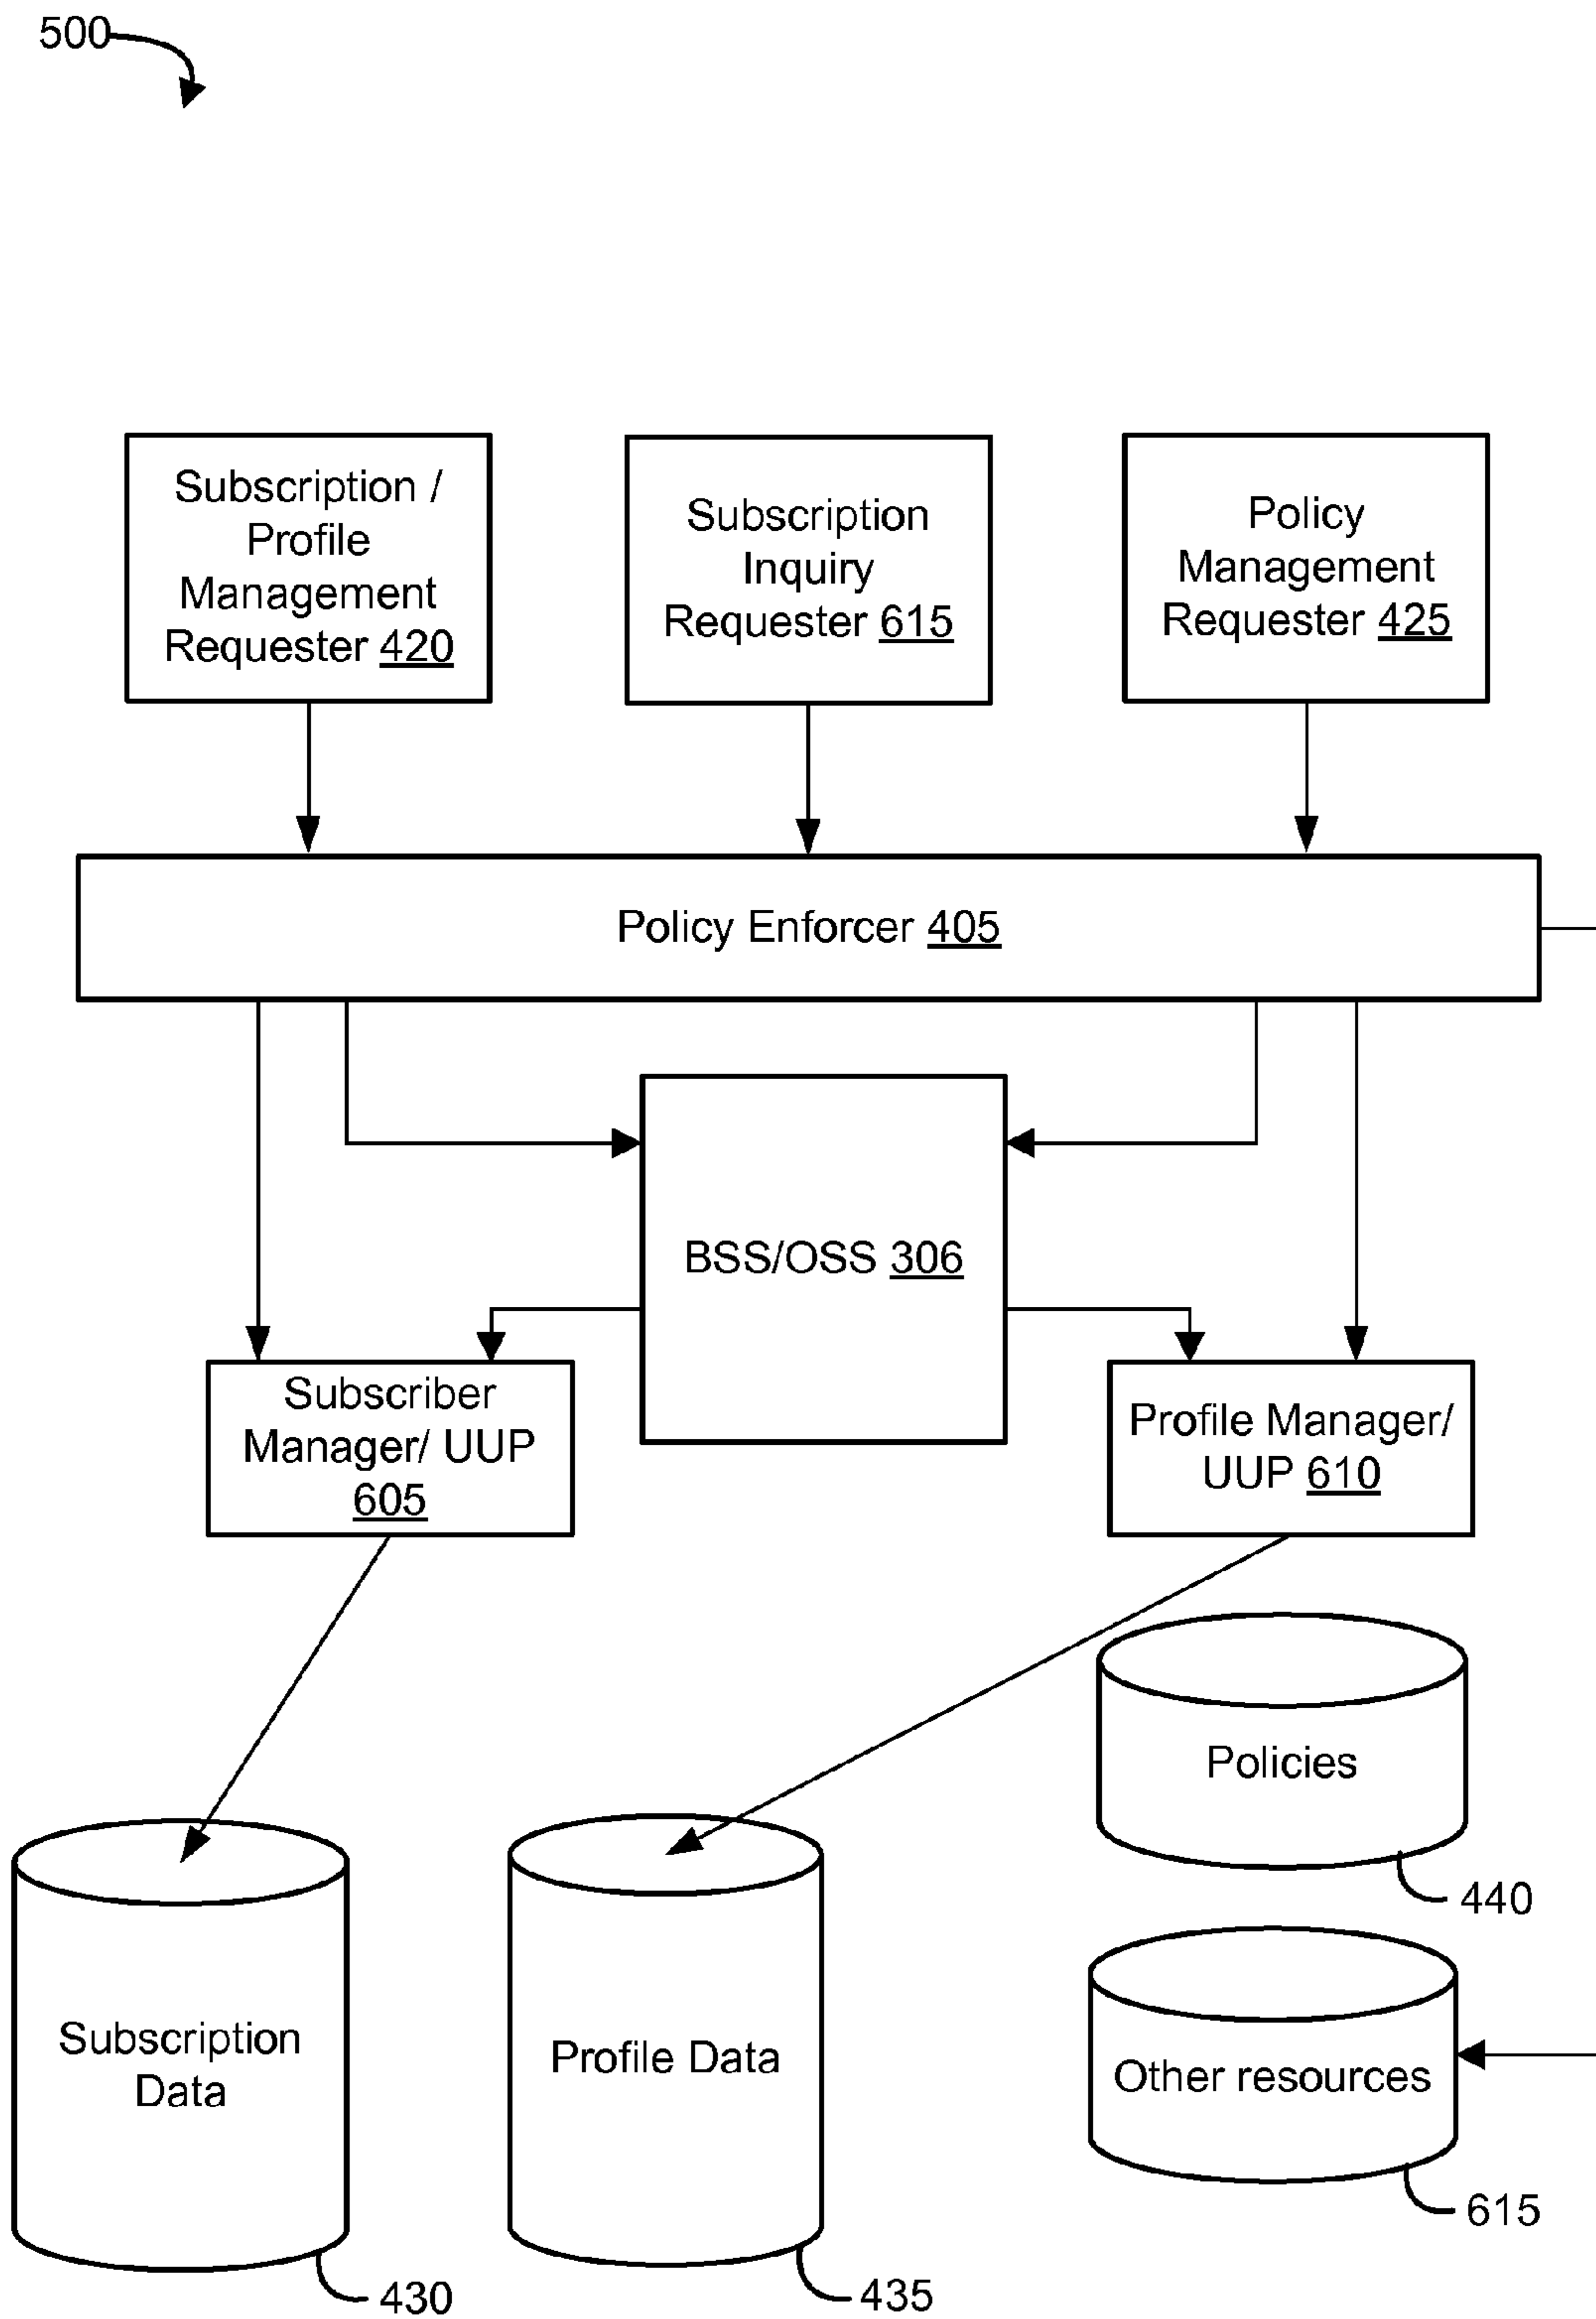 500
Subscription /
Profile
Management
Requester 420
Subscription
Inquiry
Requester 615
Policy
Management
Requester 425
Policy Enforcer 405
BSS/OSS 306
Subscriber
Manager/ UUP
605
Profile Manager/
UUP 610
Policies
440
Subscription
Data
430
Profile Data
435
Other resources
615